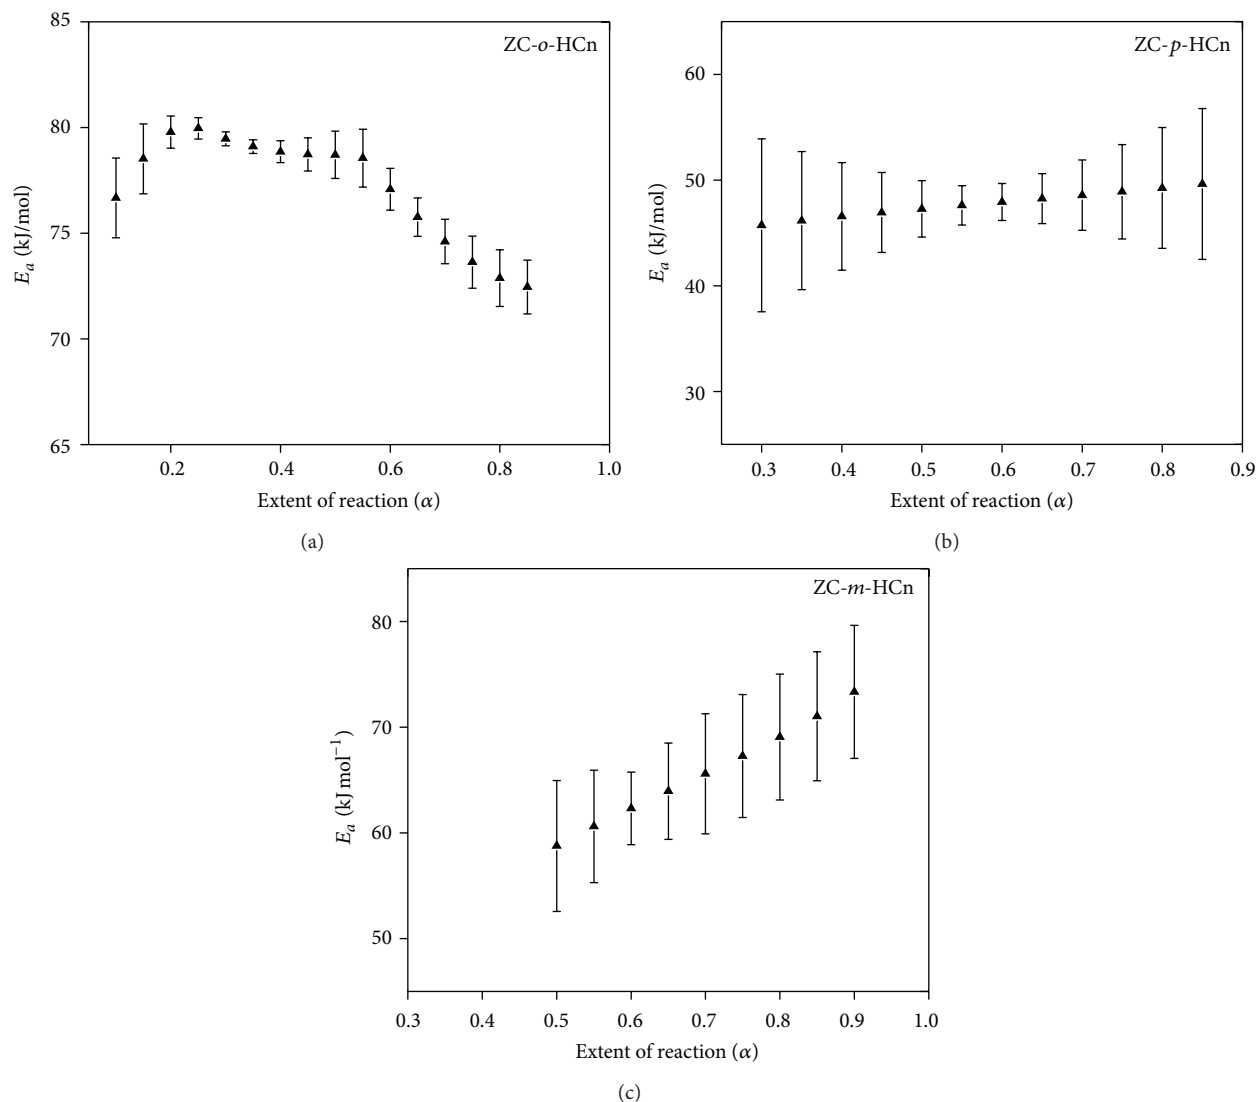 ZC-o-HCn
85
80
75
70
65
E_a (kJ/mol)
0.2 0.4 0.6 0.8 1.0
Extent of reaction (α)
(a)
ZC-p-HCn
60
50
40
30
E_a (kJ/mol)
0.3 0.4 0.5 0.6 0.7 0.8 0.9
Extent of reaction (α)
(b)
ZC-m-HCn
80
70
60
50
E_a (kJ mol⁻¹)
0.3 0.4 0.5 0.6 0.7 0.8 0.9 1.0
Extent of reaction (α)
(c)